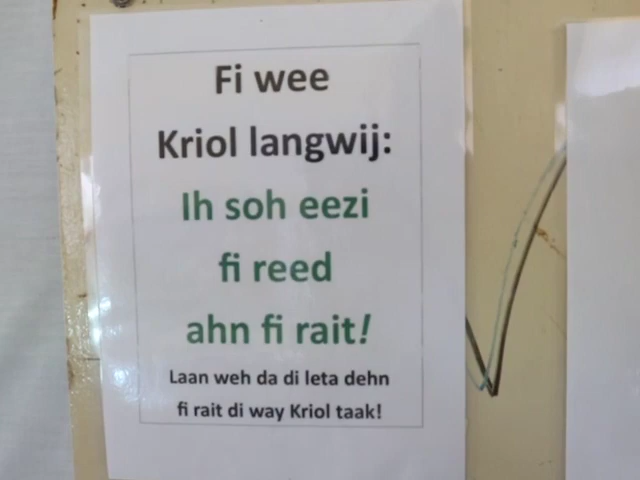 Fi wee
Kriol langwij:
Ih soh eezi
fi reed
ahn fi rait!
Laan weh da di leta dehn
fi rait di way Kriol taak!